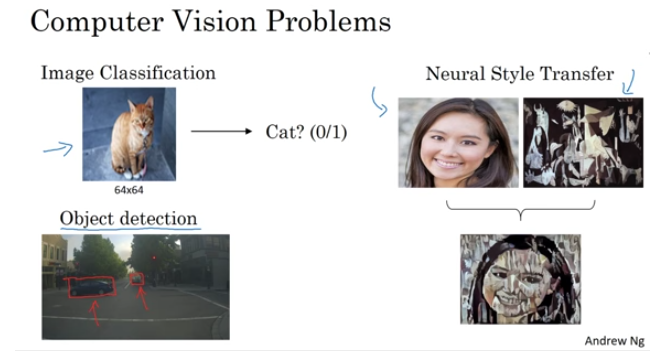 Computer Vision Problems
Image Classification
Cat? (0/1)
64x64
Object detection
Neural Style Transfer
Andrew Ng